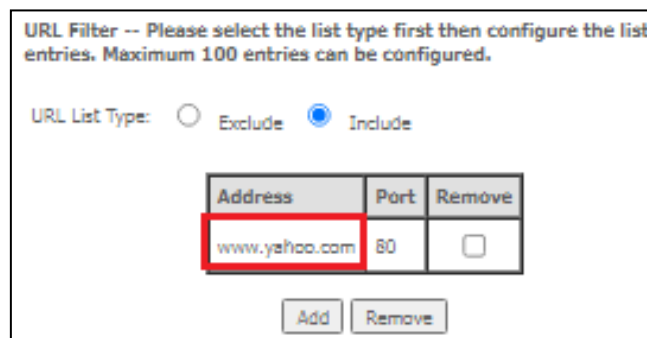 URL Filter -- Please select the list type first then configure the list
entries. Maximum 100 entries can be configured.
URL List Type: Exclude Include
Address Port Remove
www.yahoo.com 80
Add Remove